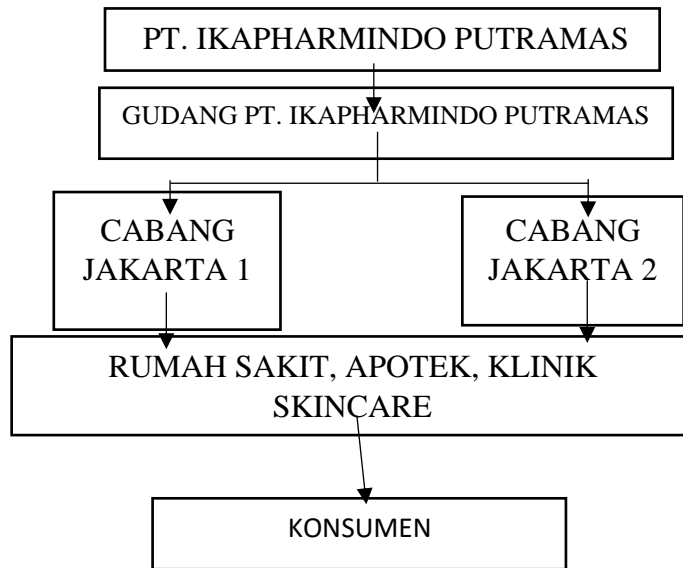 PT. IKAPHARMINDO PUTRAMAS
GUDANG PT. IKAPHARMINDO PUTRAMAS
CABANG
JAKARTA 1
CABANG
JAKARTA 2
RUMAH SAKIT, APOTEK, KLINIK
SKINCARE
KONSUMEN